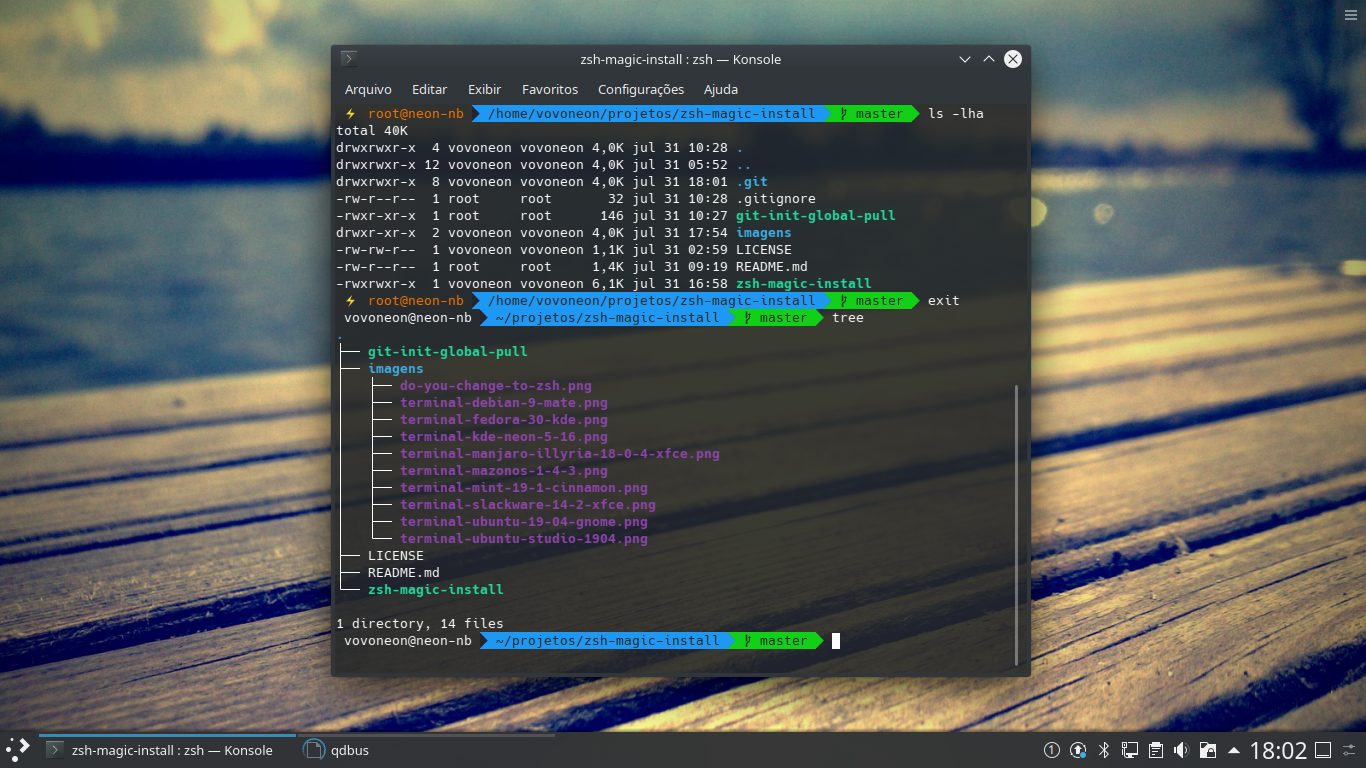 zsh-magic-install : zsh — Konsole
Arquivo Editar Exibir Favoritos Configurações Ajuda
⚡ root@neon-nb /home/vovoneon/projetos/zsh-magic-install master ls -lha
total 40K
drwxrwxr-x  4 vovoneon vovoneon 4,0K jul 31 10:28 .
drwxrwxr-x 12 vovoneon vovoneon 4,0K jul 31 05:52 ..
drwxrwxr-x  8 vovoneon vovoneon 4,0K jul 31 18:01 .git
-rw-r--r--  1 root     root       32 jul 31 10:28 .gitignore
-rwxr-xr-x  1 root     root      146 jul 31 10:27 git-init-global-pull
drwxr-xr-x  2 vovoneon vovoneon 4,0K jul 31 17:54 imagens
-rw-rw-r--  1 vovoneon vovoneon 1,1K jul 31 02:59 LICENSE
-rw-r--r--  1 root     root     1,4K jul 31 09:19 README.md
-rwxrwxr-x  1 vovoneon vovoneon 6,1K jul 31 16:58 zsh-magic-install
⚡ root@neon-nb /home/vovoneon/projetos/zsh-magic-install master exit
vovoneon@neon-nb ~/projetos/zsh-magic-install master tree
.
├── git-init-global-pull
├── imagens
│   ├── do-you-change-to-zsh.png
│   ├── terminal-debian-9-mate.png
│   ├── terminal-fedora-30-kde.png
│   ├── terminal-kde-neon-5-16.png
│   ├── terminal-manjaro-illyria-18-0-4-xfce.png
│   ├── terminal-mazonos-1-4-3.png
│   ├── terminal-mint-19-1-cinnamon.png
│   ├── terminal-slackware-14-2-xfce.png
│   ├── terminal-ubuntu-19-04-gnome.png
│   └── terminal-ubuntu-studio-1904.png
├── LICENSE
├── README.md
└── zsh-magic-install
1 directory, 14 files
vovoneon@neon-nb ~/projetos/zsh-magic-install master
zsh-magic-install : zsh — Konsole qdbus 1 18:02